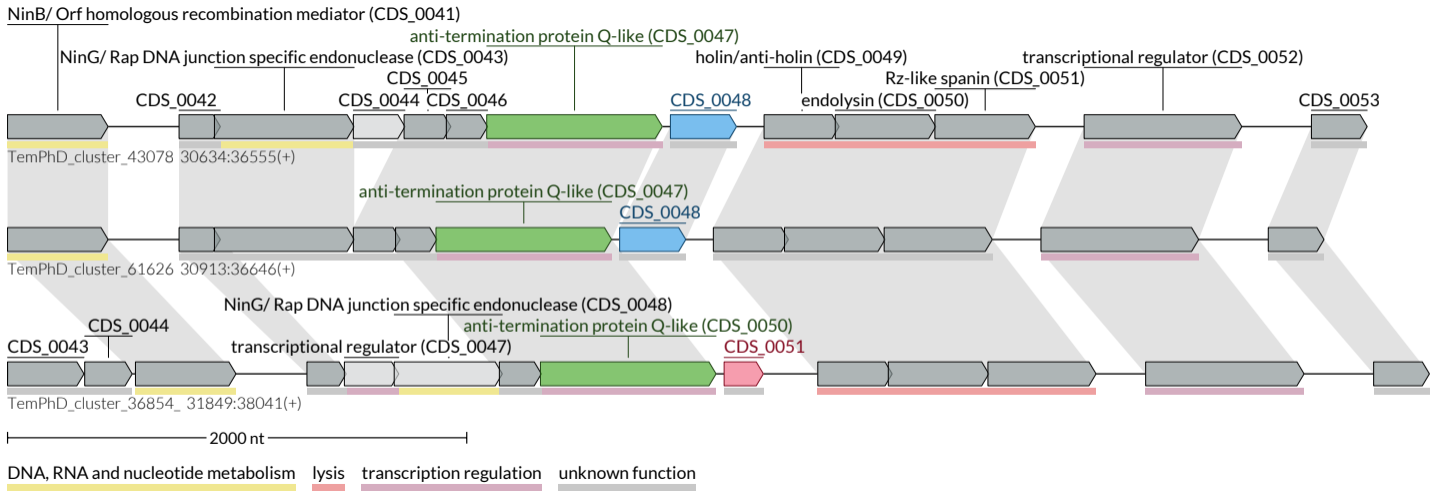 NinB/ Orf homologous recombination mediator (CDS_0041)
anti-termination protein Q-like (CDS_0047)
NinG/ Rap DNA junction specific endonuclease (CDS_0043)
holin/anti-holin (CDS_0049)
transcriptional regulator (CDS_0052)
CDS_0045
Rz-like spanin (CDS_0051)
CDS_0042
CDS_0044
CDS_0046
CDS_0048
endolysin (CDS_0050)
CDS_0053
TemPhD_cluster_43078 30634:36555(+)
anti-termination protein Q-like (CDS_0047)
CDS_0048
TemPhD_cluster_61626 30913:36646(+)
NinG/ Rap DNA junction specific endonuclease (CDS_0048)
CDS_0044
anti-termination protein Q-like (CDS_0050)
CDS_0043
transcriptional regulator (CDS_0047)
CDS_0051
TemPhD_cluster_36854_ 31849:38041(+)
2000 nt
DNA, RNA and nucleotide metabolism
lysis
transcription regulation
unknown function